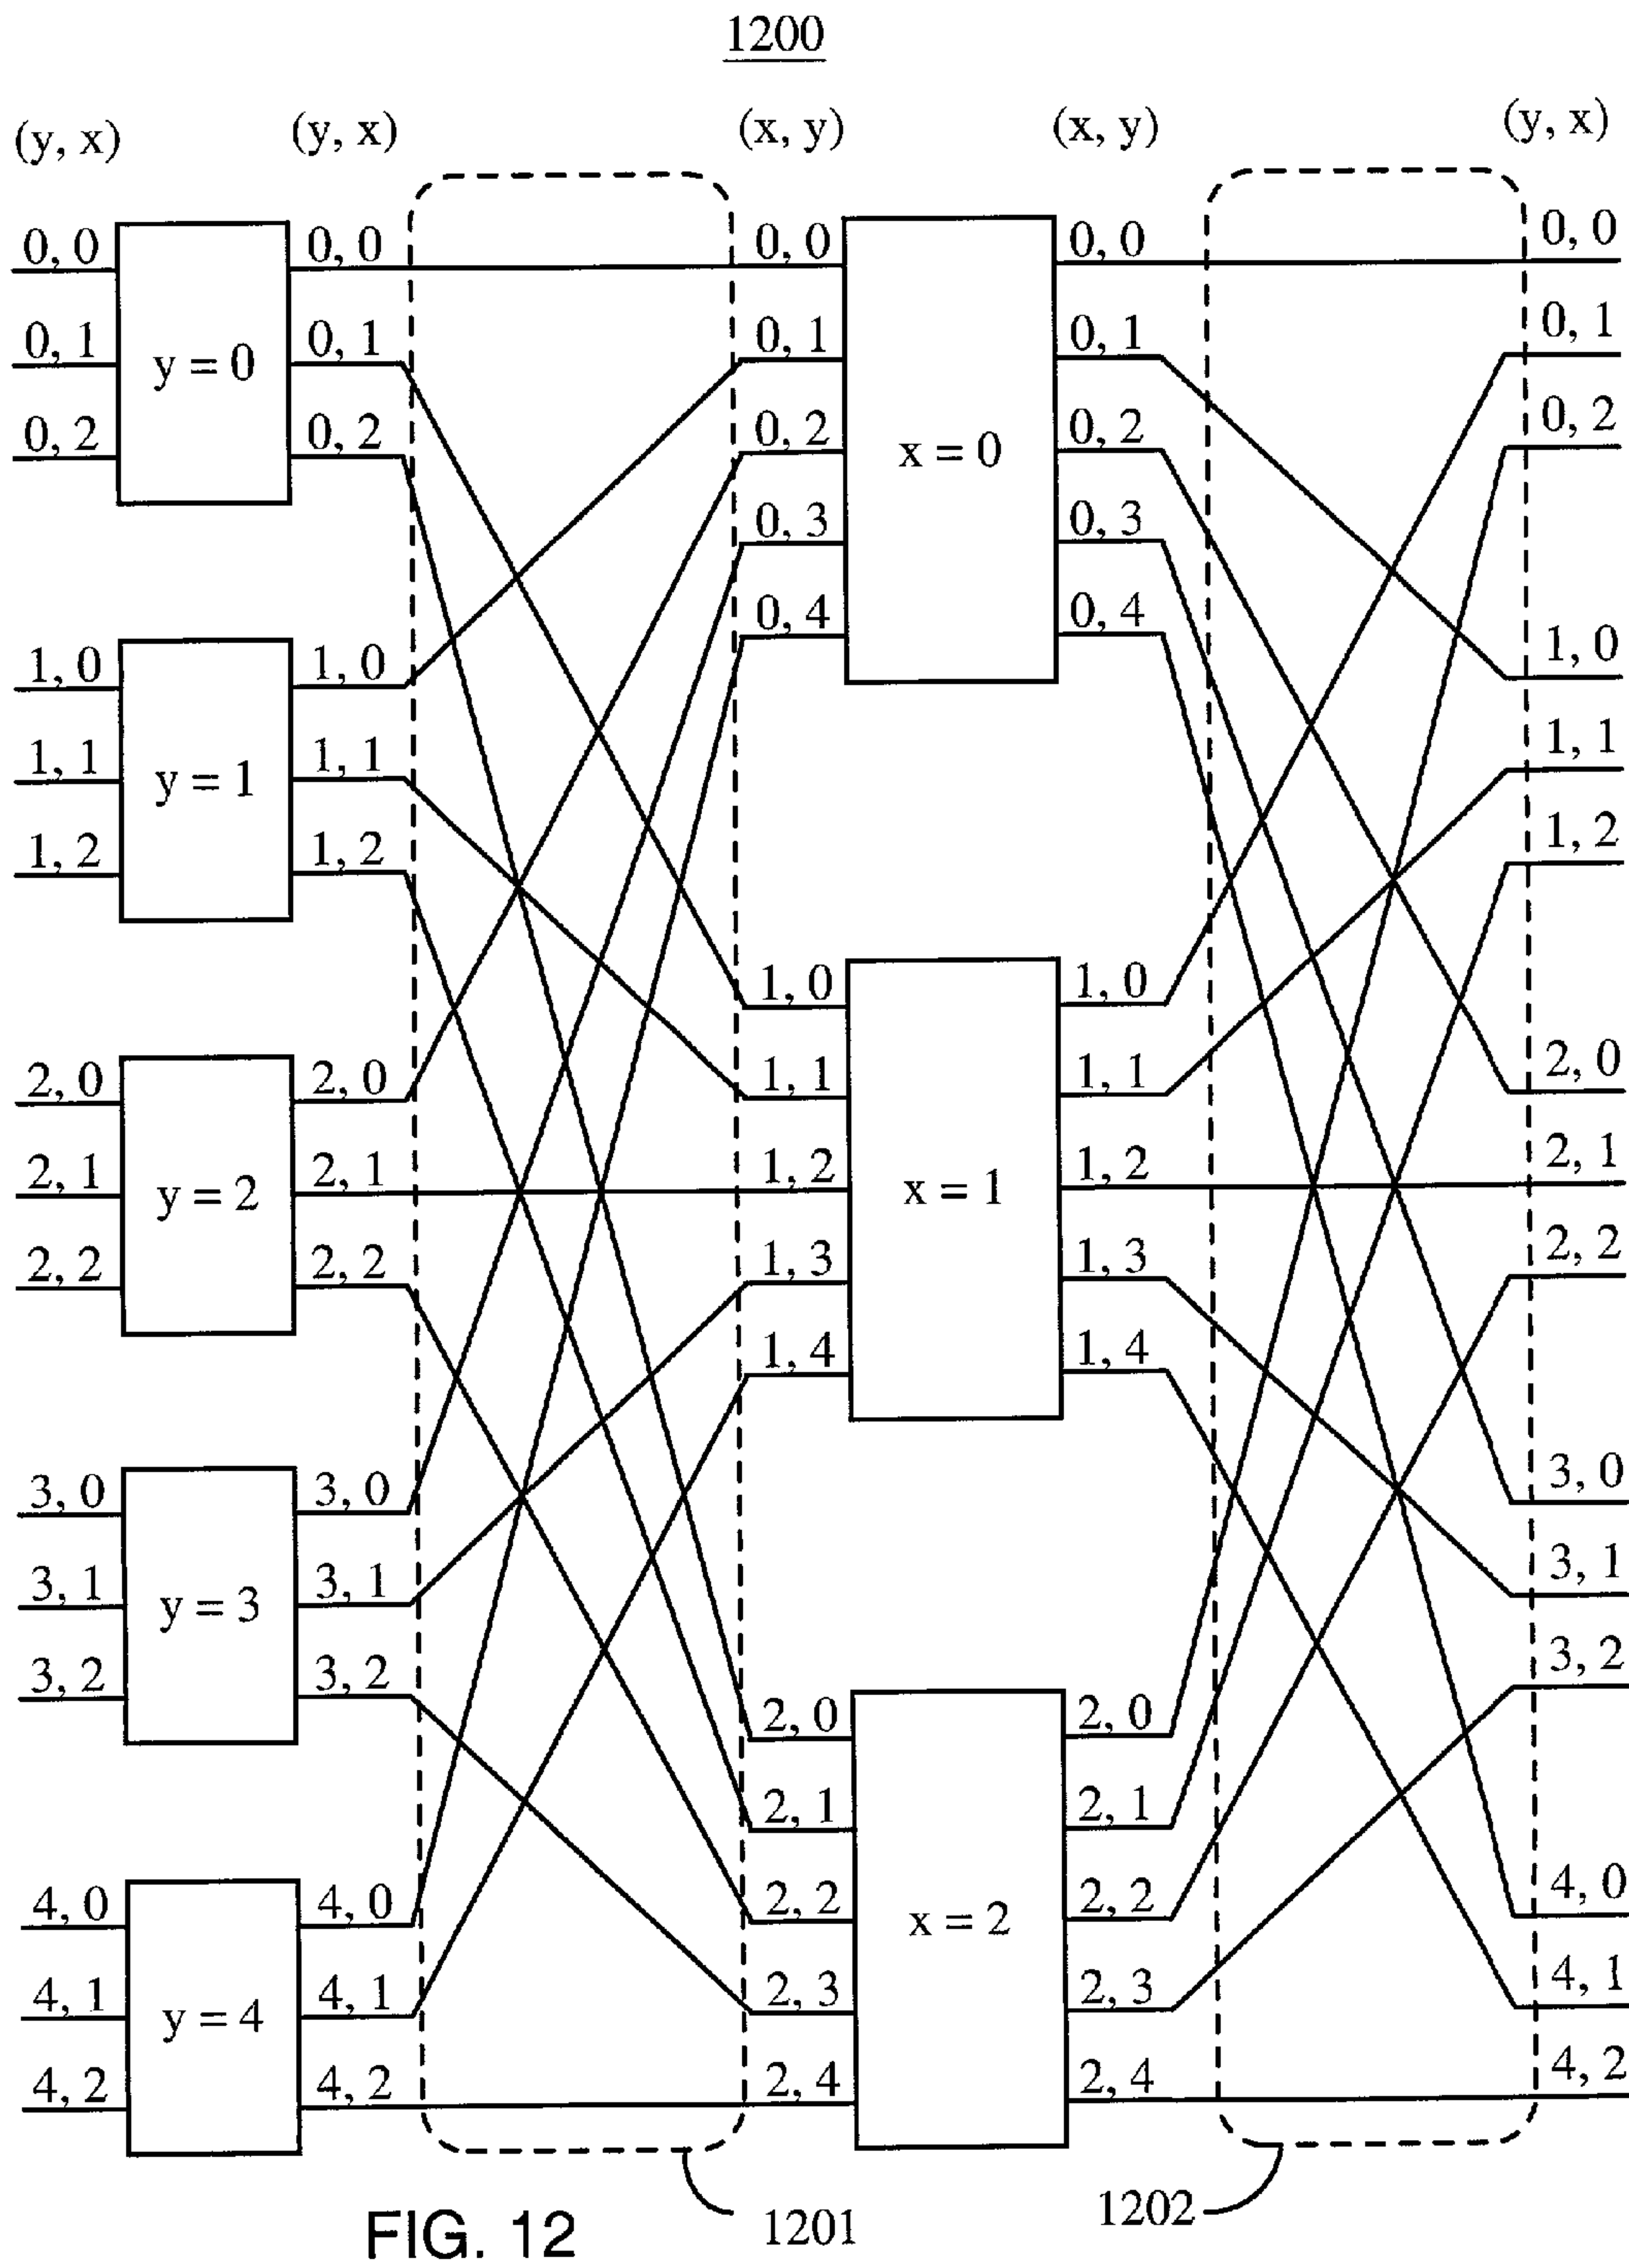 1200
(y, x) (y, x) (x, y) (x, y) (y, x)
0, 0 0, 0 0, 0 0, 0 0, 0
0, 1 y = 0 0, 1 0, 1 0, 1 0, 1
0, 2 0, 2 0, 2 x = 0 0, 2 0, 2
0, 3 0, 3
0, 4 0, 4
1, 0 1, 0 1, 0
1, 1 y = 1 1, 1 1, 1
1, 2 1, 2 1, 2
1, 0 1, 0
2, 0 2, 0 1, 1 1, 1 2, 0
2, 1 y = 2 2, 1 1, 2 x = 1 1, 2 2, 1
2, 2 2, 2 1, 3 1, 3 2, 2
1, 4 1, 4
3, 0 3, 0 3, 0
3, 1 y = 3 3, 1 3, 1
3, 2 3, 2 3, 2
2, 0 2, 0
2, 1 2, 1
4, 0 4, 0 2, 2 x = 2 2, 2 4, 0
4, 1 y = 4 4, 1 2, 3 2, 3 4, 1
4, 2 4, 2 2, 4 2, 4 4, 2
1201 1202
FIG. 12